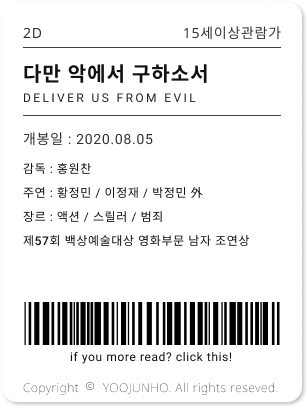 2D 15세이상관람가
다만 악에서 구하소서
DELIVER US FROM EVIL
개봉일 : 2020.08.05
감독 : 홍원찬
주연 : 황정민 / 이정재 / 박정민 外
장르 : 액션 / 스릴러 / 범죄
제57회 백상예술대상 영화부문 남자 조연상
if you more read? click this!
Copyright © YOOJUNHO. All rights reserved.